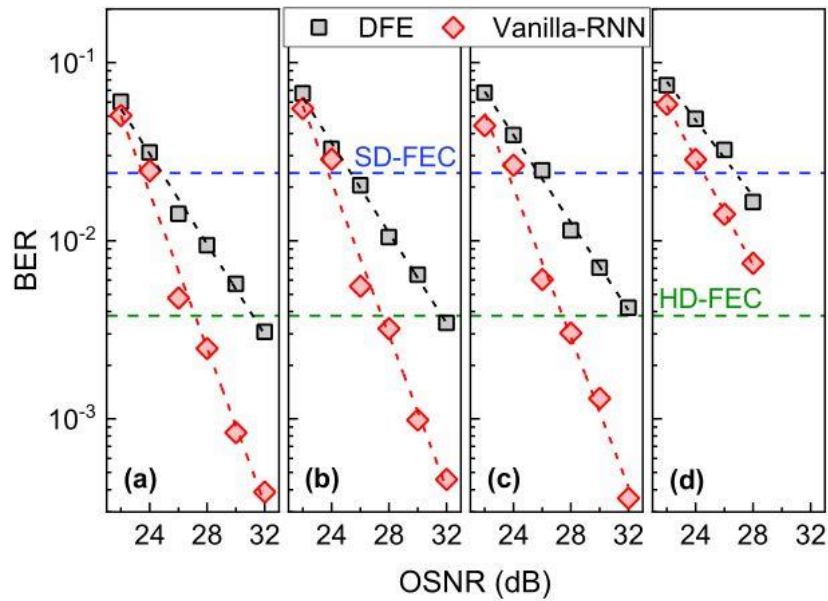 DFE Vanilla-RNN
BER
10⁻¹
10⁻²
10⁻³
SD-FEC
HD-FEC
(a) (b) (c) (d)
24 28 32 24 28 32 24 28 32 24 28 32
OSNR (dB)